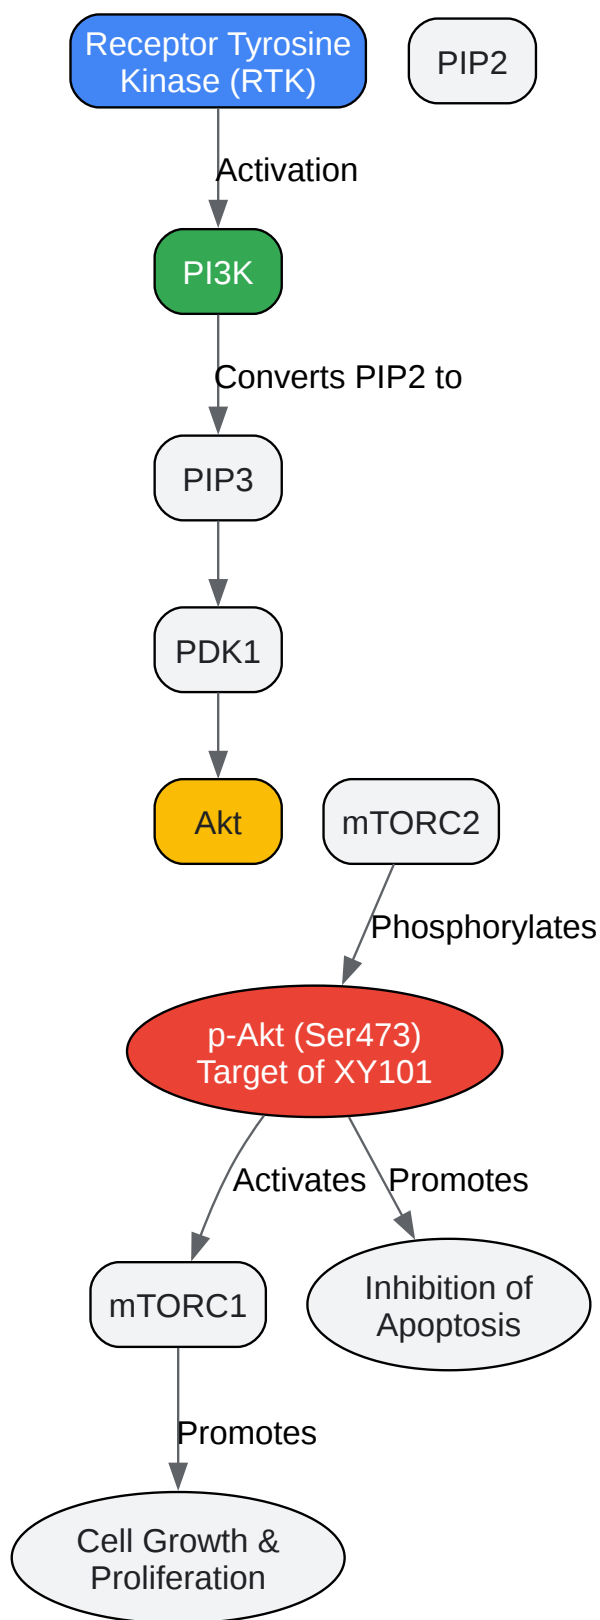 Receptor Tyrosine
Kinase (RTK)
PIP2
Activation
PI3K
Converts PIP2 to
PIP3
PDK1
Akt
mTORC2
Phosphorylates
p-Akt (Ser473)
Target of XY101
Activates
Promotes
mTORC1
Inhibition of
Apoptosis
Promotes
Cell Growth &
Proliferation